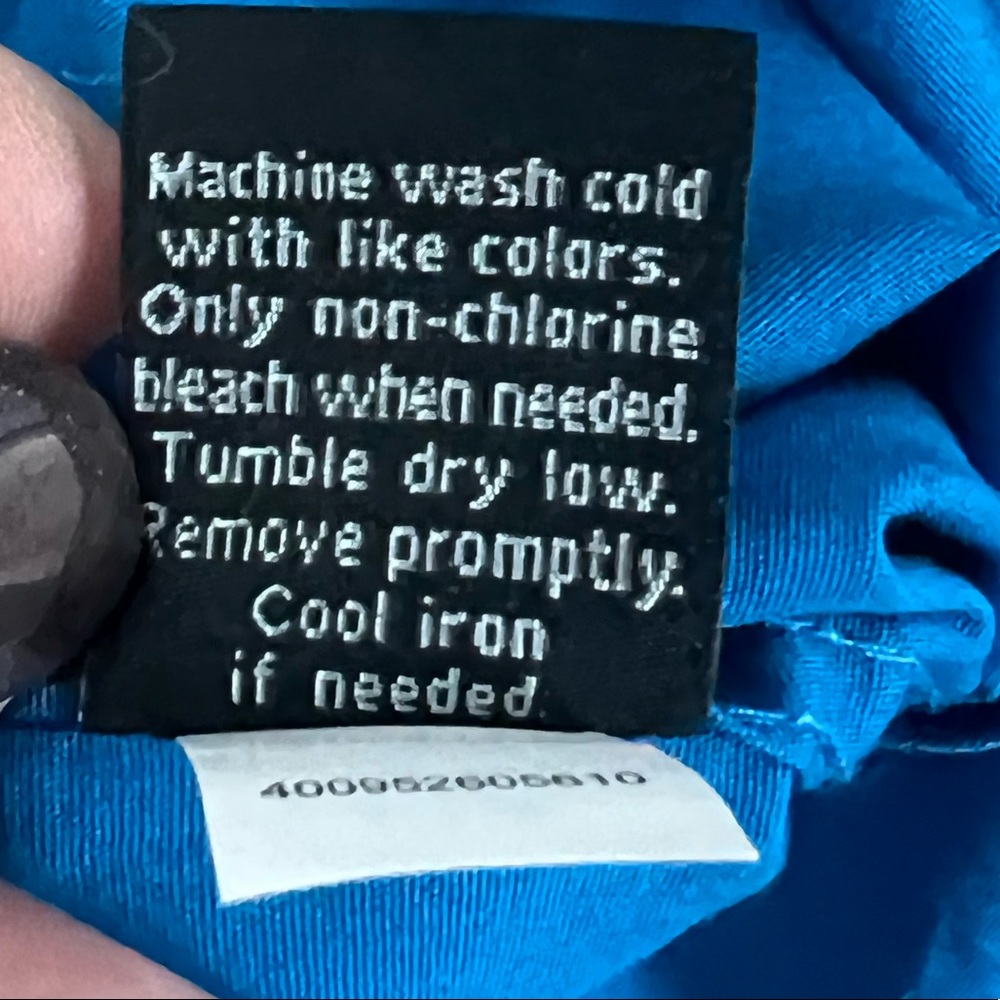 Machine wash cold
with like colors.
Only non-chlorine
bleach when needed.
Tumble dry low.
Remove promptly.
Cool iron
if needed.
400952605610